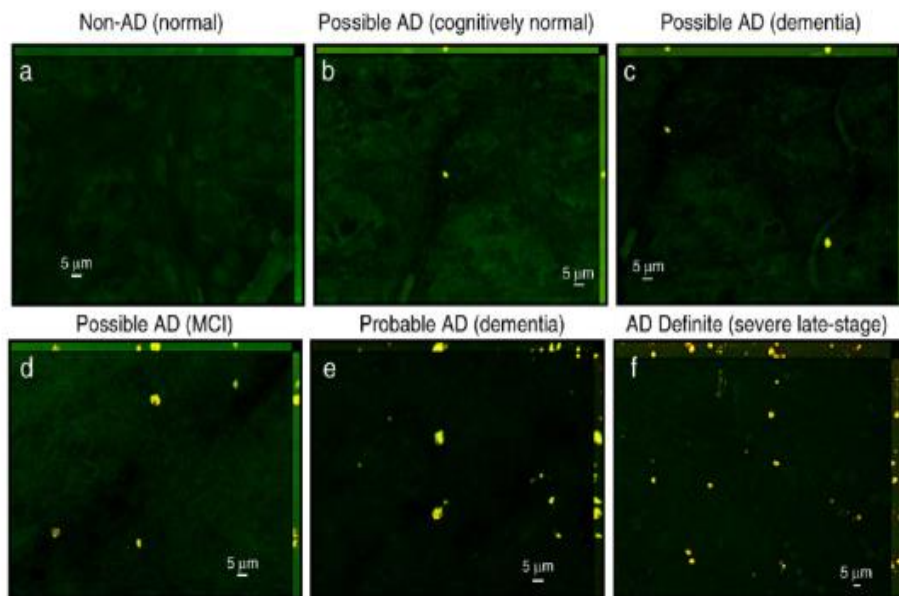 Non-AD (normal)
Possible AD (cognitively normal)
Possible AD (dementia)
a
b
c
5 μm
5 μm
5 μm
Possible AD (MCI)
Probable AD (dementia)
AD Definite (severe late-stage)
d
e
f
5 μm
5 μm
5 μm